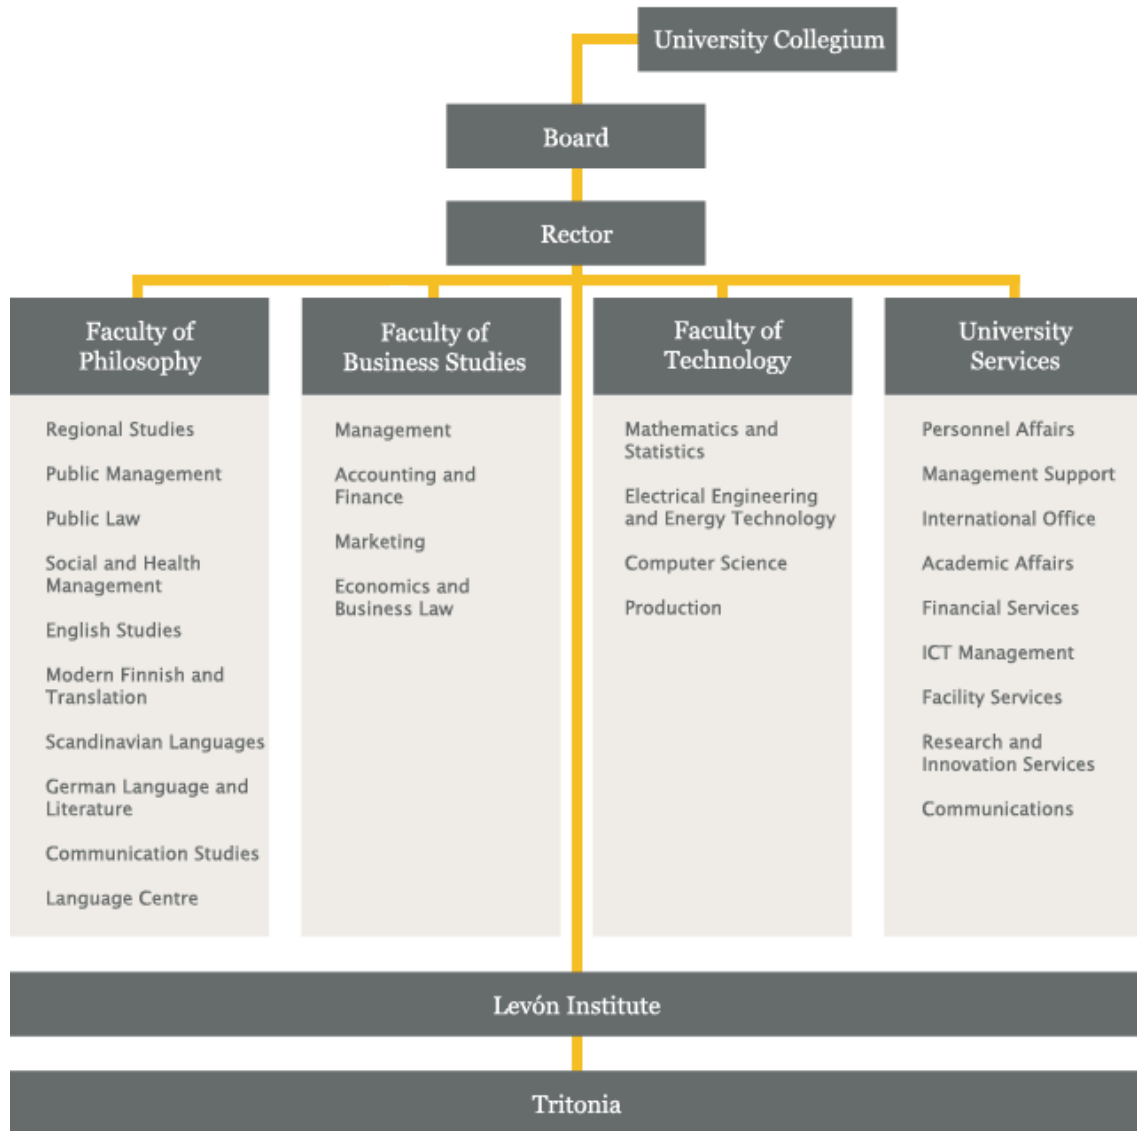 University Collegium
Board
Rector
Faculty of
Philosophy
Regional Studies
Public Management
Public Law
Social and Health
Management
English Studies
Modern Finnish and
Translation
Scandinavian Languages
German Language and
Literature
Communication Studies
Language Centre
Faculty of
Business Studies
Management
Accounting and
Finance
Marketing
Economics and
Business Law
Faculty of
Technology
Mathematics and
Statistics
Electrical Engineering
and Energy Technology
Computer Science
Production
University
Services
Personnel Affairs
Management Support
International Office
Academic Affairs
Financial Services
ICT Management
Facility Services
Research and
Innovation Services
Communications
Levón Institute
Tritonia